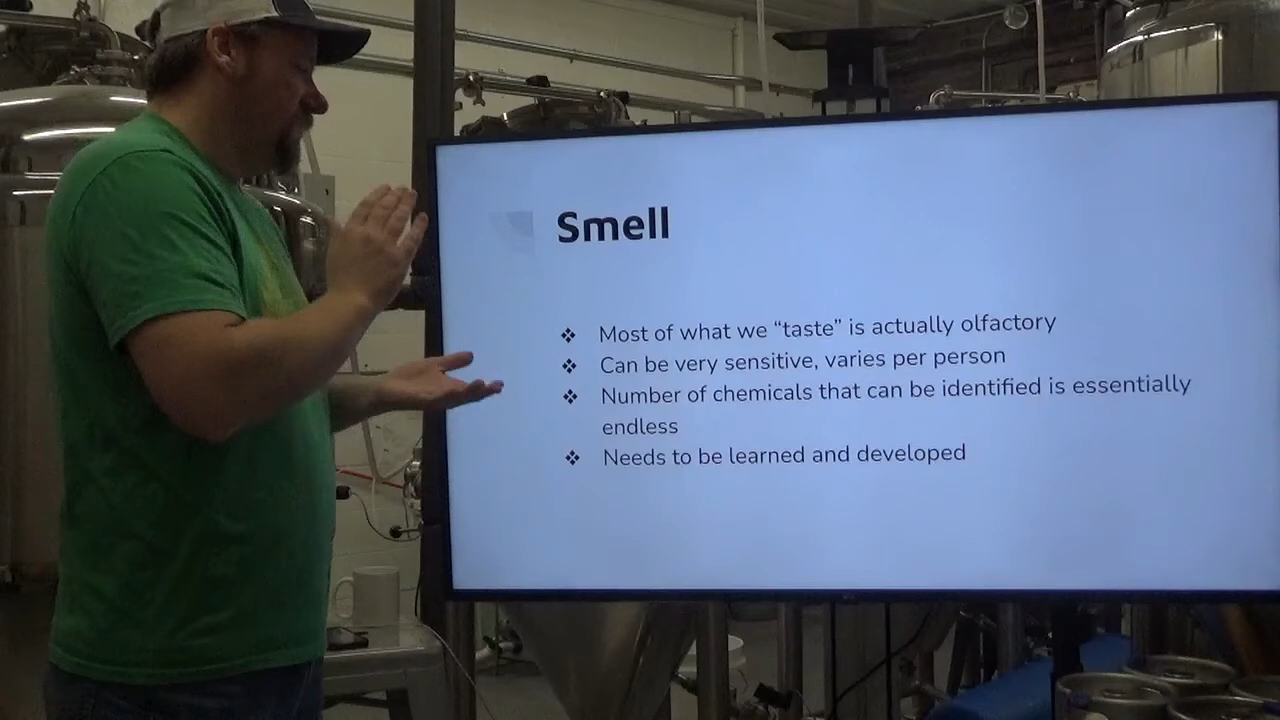 Smell
❖ Most of what we “taste” is actually olfactory
❖ Can be very sensitive, varies per person
❖ Number of chemicals that can be identified is essentially
endless
❖ Needs to be learned and developed